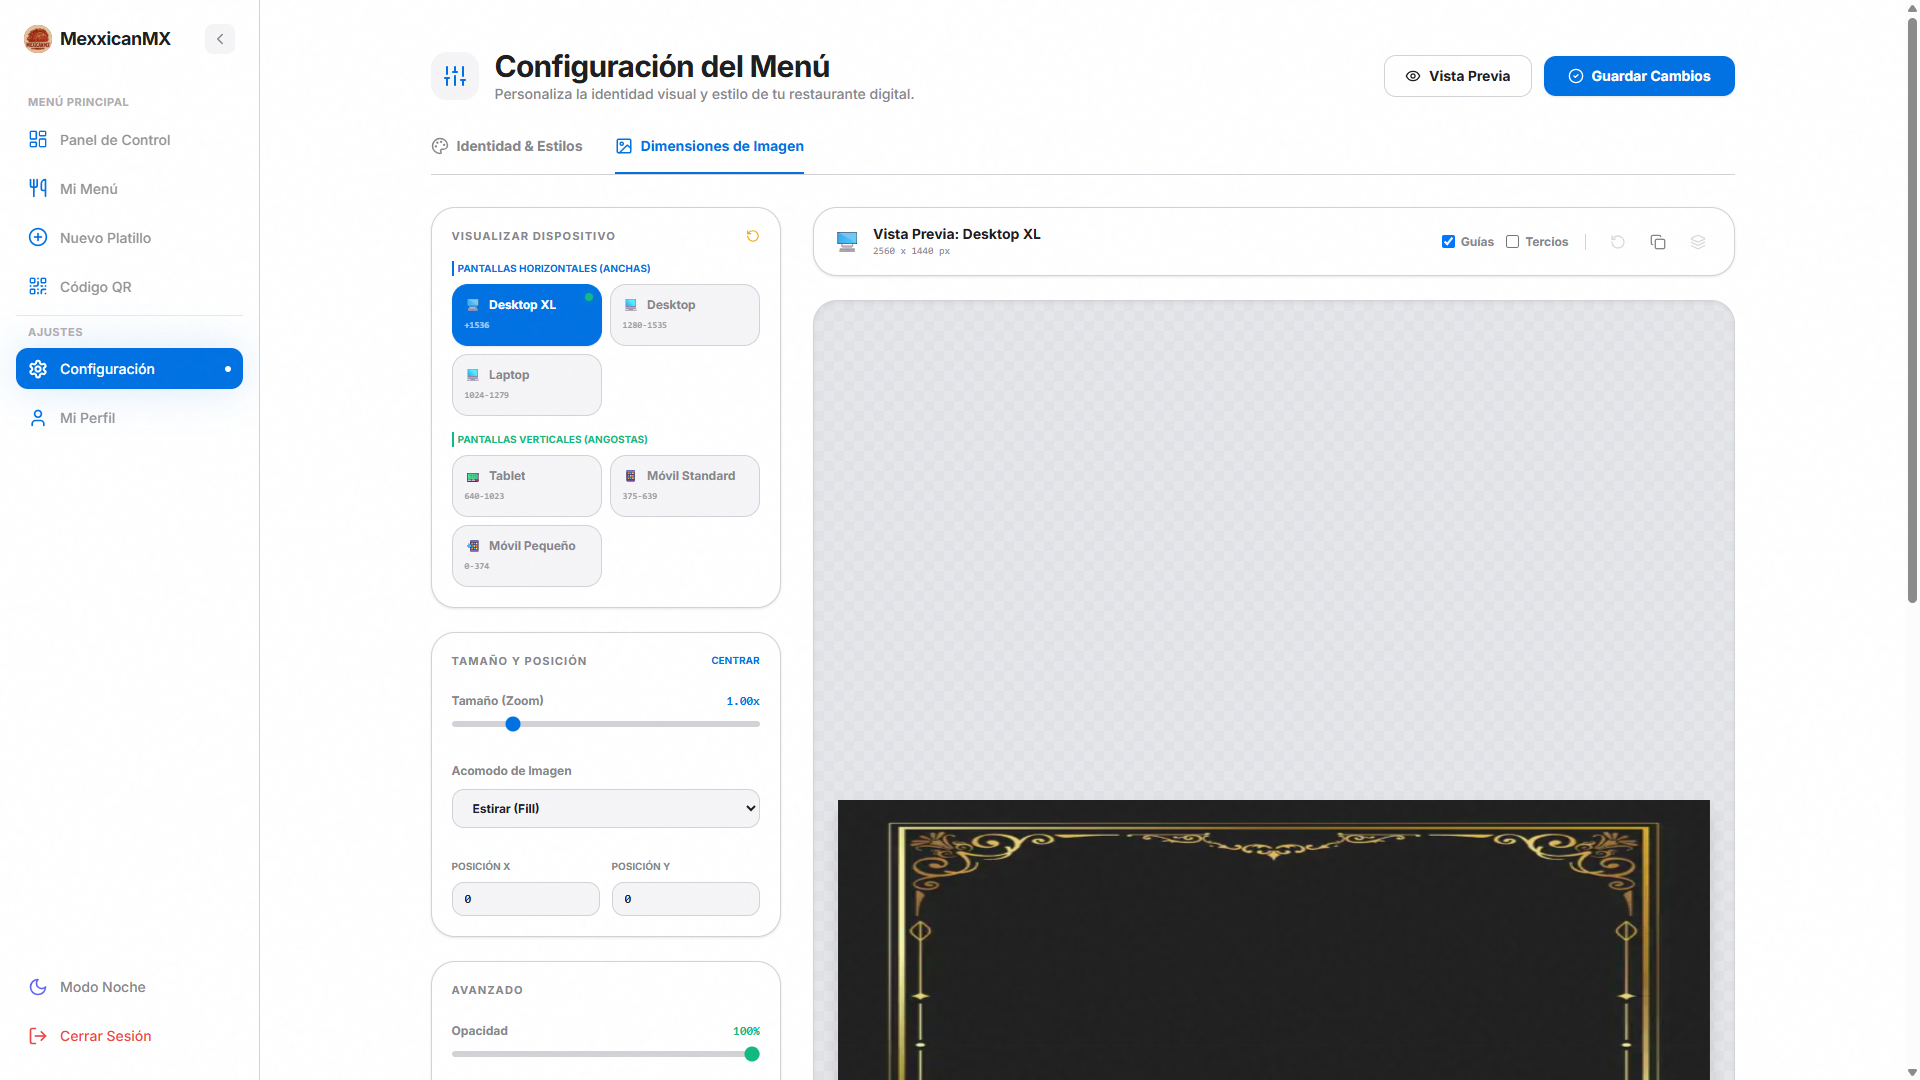 MexxicanMX
MENÚ PRINCIPAL
Panel de Control
Mi Menú
Nuevo Platillo
Código QR
AJUSTES
Configuración
Mi Perfil
Modo Noche
Cerrar Sesión
Configuración del Menú
Personaliza la identidad visual y estilo de tu restaurante digital.
Vista Previa
Guardar Cambios
Identidad & Estilos
Dimensiones de Imagen
VISUALIZAR DISPOSITIVO
PANTALLAS HORIZONTALES (ANCHAS)
Desktop XL
+1536
Desktop
1280-1535
Laptop
1024-1279
PANTALLAS VERTICALES (ANGOSTAS)
Tablet
640-1023
Móvil Standard
375-639
Móvil Pequeño
0-374
TAMAÑO Y POSICIÓN
CENTRAR
Tamaño (Zoom)
1.00x
Acomodo de Imagen
Estirar (Fill)
POSICIÓN X
POSICIÓN Y
0
0
AVANZADO
Opacidad
100%
Vista Previa: Desktop XL
2560 x 1440 px
Guías
Tercios